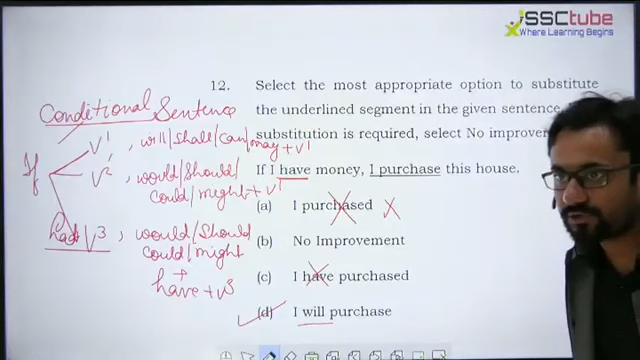 SSCtube
Where Learning Begins
12. Select the most appropriate option to substitute
the underlined segment in the given sentence.
substitution is required, select No improvem
If I have money, I purchase this house.
(a) I purchased
(b) No Improvement
(c) I have purchased
(d) I will purchase
Conditional Sentence
If
V1, will/shall/can/may + V1
V2, would/should/
could/meght + V1
had V3, would/should
could/might
have + V3